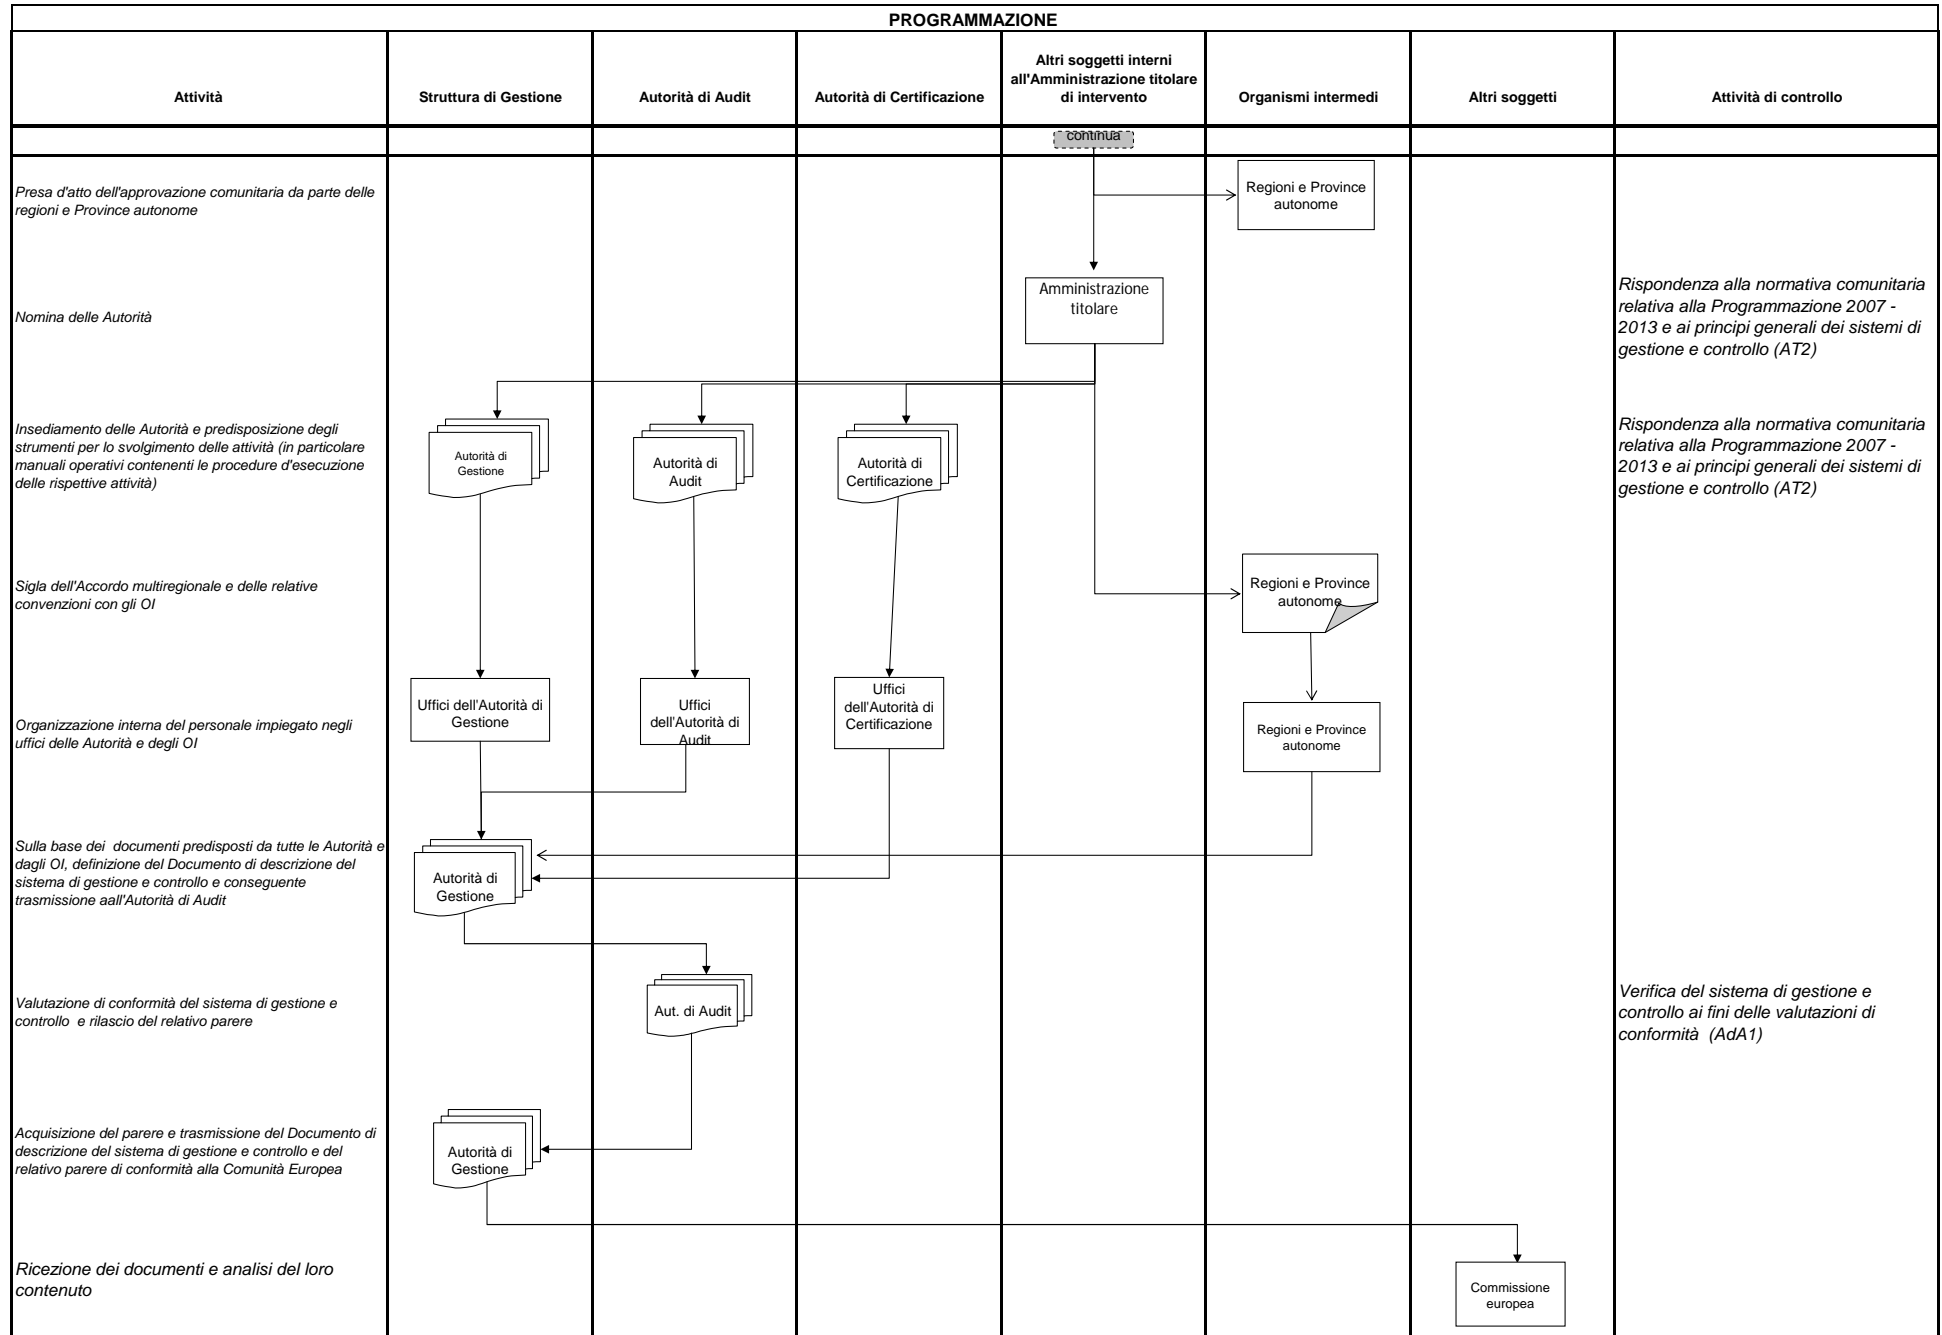 PROGRAMMAZIONE
Attività
Struttura di Gestione
Autorità di Audit
Autorità di Certificazione
Altri soggetti interni
all'Amministrazione titolare
di intervento
Organismi intermedi
Altri soggetti
Attività di controllo
continua
Presa d'atto dell'approvazione comunitaria da parte delle
regioni e Province autonome
Regioni e Province
autonome
Nomina delle Autorità
Amministrazione
titolare
Rispondenza alla normativa comunitaria
relativa alla Programmazione 2007 -
2013 e ai principi generali dei sistemi di
gestione e controllo (AT2)
Insediamento delle Autorità e predisposizione degli
strumenti per lo svolgimento delle attività (in particolare
manuali operativi contenenti le procedure d'esecuzione
delle rispettive attività)
Autorità di
Gestione
Autorità di
Audit
Autorità di
Certificazione
Rispondenza alla normativa comunitaria
relativa alla Programmazione 2007 -
2013 e ai principi generali dei sistemi di
gestione e controllo (AT2)
Sigla dell'Accordo multiregionale e delle relative
convenzioni con gli OI
Regioni e Province
autonome
Organizzazione interna del personale impiegato negli
uffici delle Autorità e degli OI
Uffici dell'Autorità di
Gestione
Uffici
dell'Autorità di
Audit
Uffici
dell'Autorità di
Certificazione
Regioni e Province
autonome
Sulla base dei  documenti predisposti da tutte le Autorità e
dagli OI, definizione del Documento di descrizione del
sistema di gestione e controllo e conseguente
trasmissione aall'Autorità di Audit
Autorità di
Gestione
Valutazione di conformità del sistema di gestione e
controllo  e rilascio del relativo parere
Aut. di Audit
Verifica del sistema di gestione e
controllo ai fini delle valutazioni di
conformità  (AdA1)
Acquisizione del parere e trasmissione del Documento di
descrizione del sistema di gestione e controllo e del
relativo parere di conformità alla Comunità Europea
Autorità di
Gestione
Ricezione dei documenti e analisi del loro
contenuto
Commissione
europea